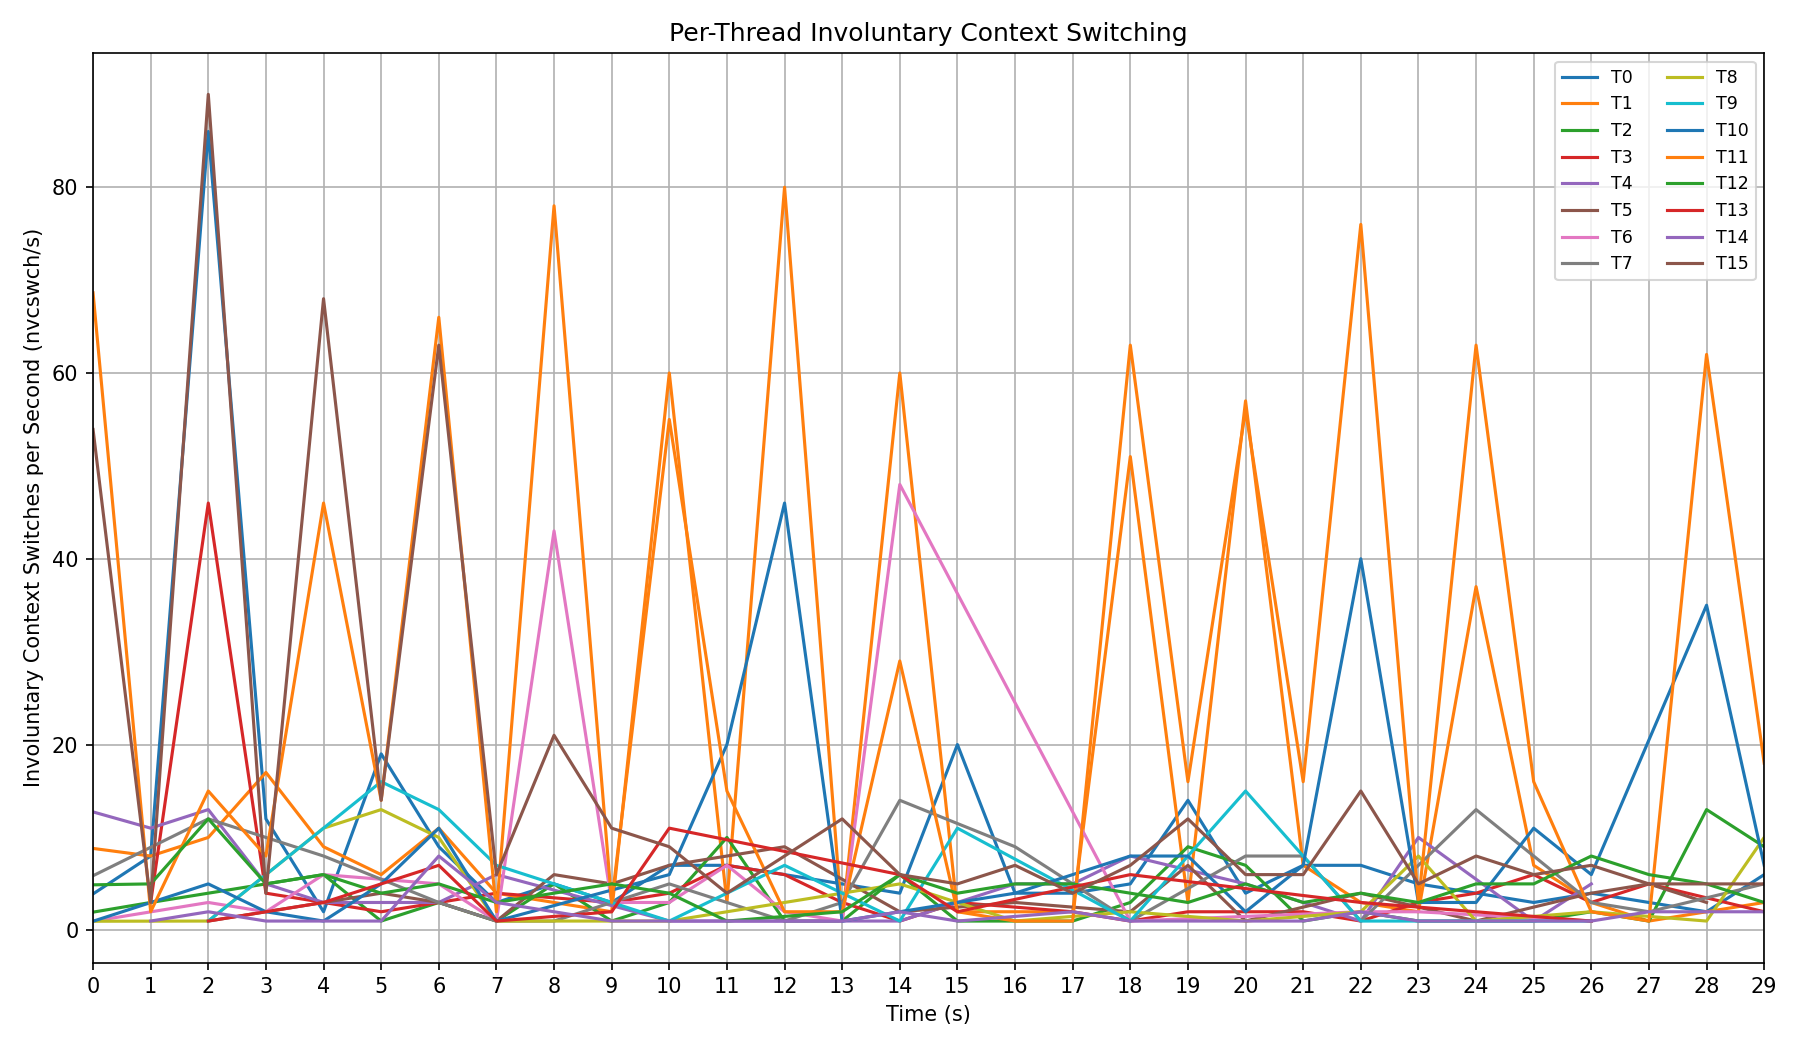 Per-Thread Involuntary Context Switching
Involuntary Context Switches per Second (nvcswch/s)
80
60
40
20
0
T0 T8
T1 T9
T2 T10
T3 T11
T4 T12
T5 T13
T6 T14
T7 T15
0 1 2 3 4 5 6 7 8 9 10 11 12 13 14 15 16 17 18 19 20 21 22 23 24 25 26 27 28 29
Time (s)